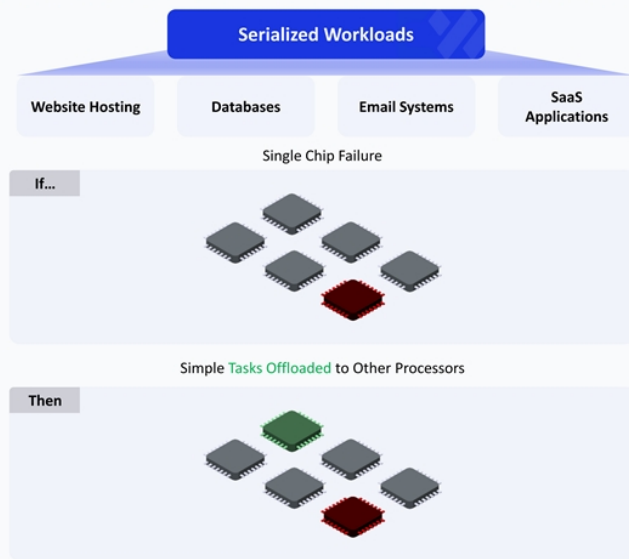 Serialized Workloads
Website Hosting
Databases
Email Systems
SaaS
Applications
Single Chip Failure
If...
Simple Tasks Offloaded to Other Processors
Then